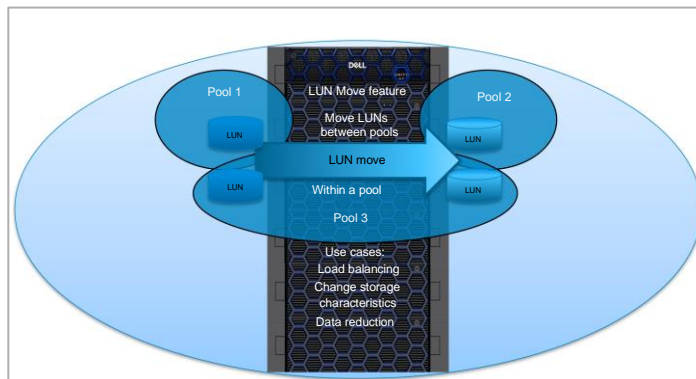 DELL
UNITY
Pool 1
LUN Move feature
Pool 2
Move LUNs
between pools
LUN
LUN
LUN move
LUN
LUN
Within a pool
Pool 3
Use cases:
Load balancing
Change storage
characteristics
Data reduction